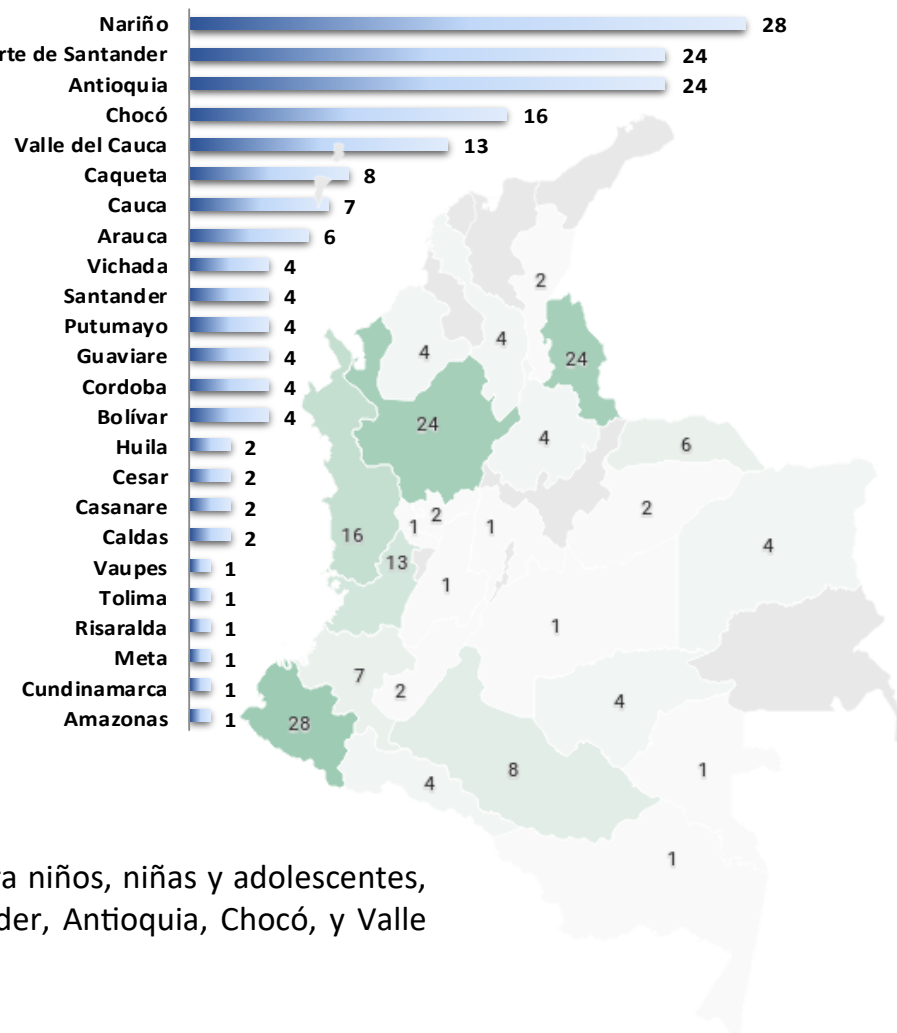 Nariño 28
rte de Santander 24
Antioquia 24
Chocó 16
Valle del Cauca 13
Caqueta 8
Cauca 7
Arauca 6
Vichada 4
Santander 4
Putumayo 4
Guaviare 4
Cordoba 4
Bolívar 4
Huila 2
Cesar 2
Casanare 2
Caldas 2
Vaupes 1
Tolima 1
Risaralda 1
Meta 1
Cundinamarca 1
Amazonas 1
2
4
4
24
24
4
6
2
1
2
1
16
13
4
1
1
7
2
4
28
8
4
1
1
ra niños, niñas y adolescentes,
der, Antioquia, Chocó, y Valle